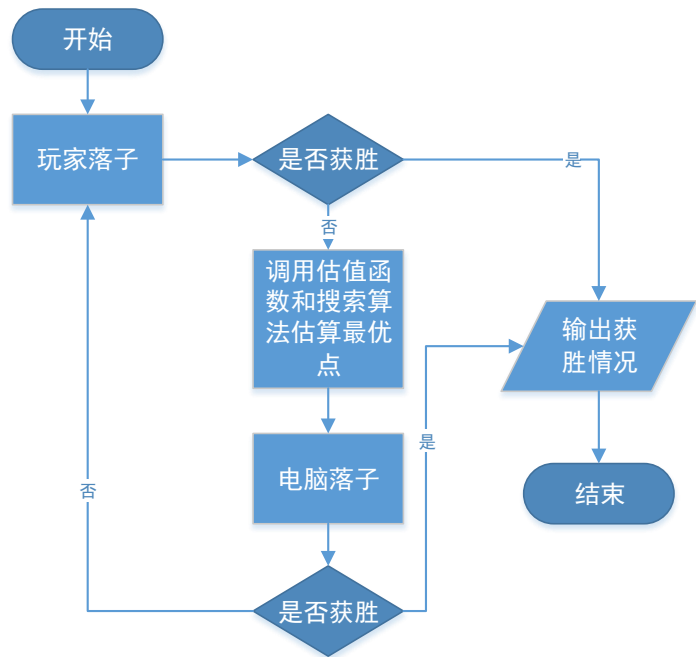 开始
玩家落子
是否获胜
是
否
调用估值函
数和搜索算
法估算最优
点
输出获
胜情况
是
电脑落子
否
结束
是否获胜